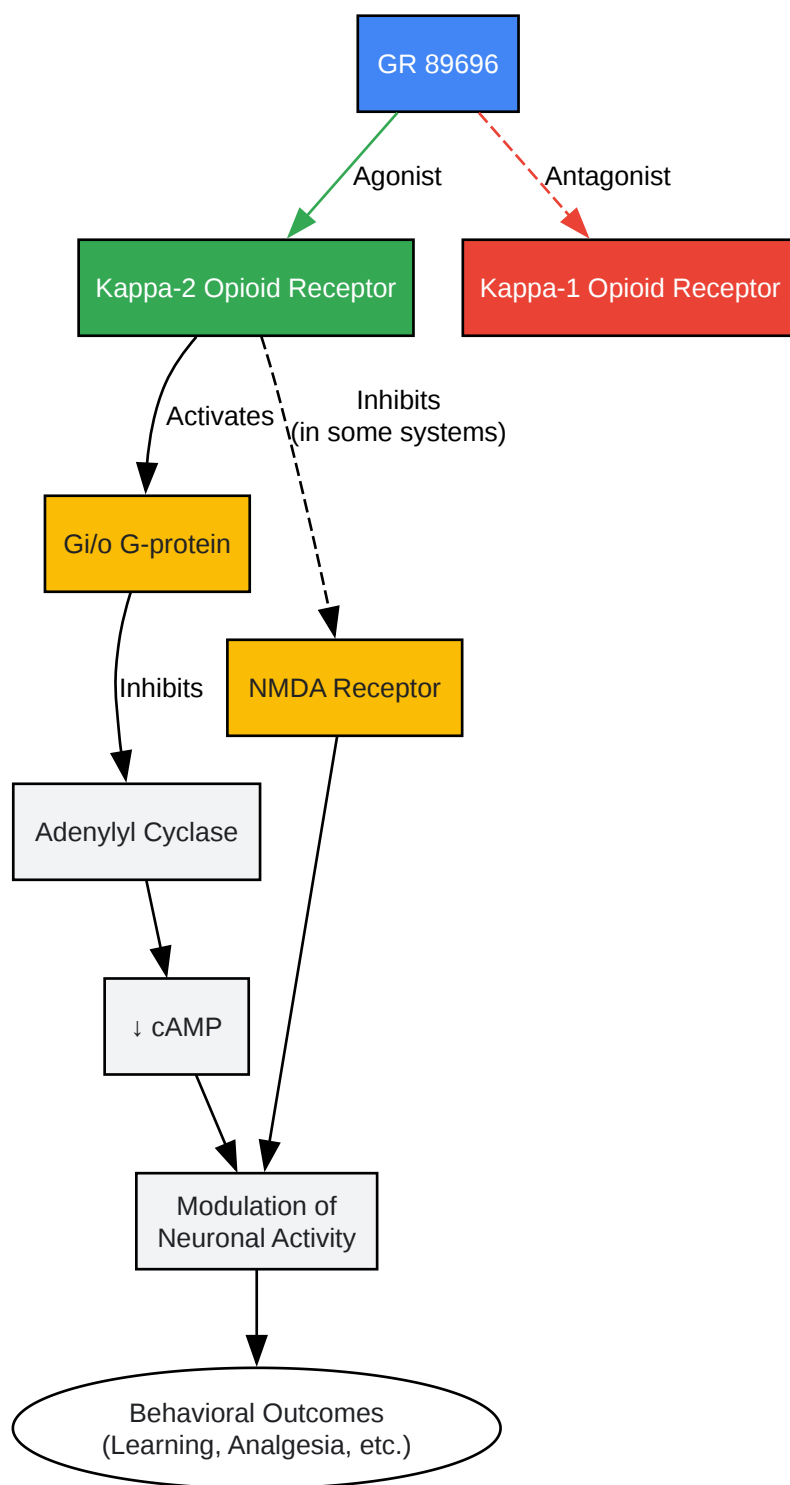 GR 89696
Agonist
Antagonist
Kappa-2 Opioid Receptor
Kappa-1 Opioid Receptor
Activates
Inhibits
(in some systems)
Gi/o G-protein
Inhibits
NMDA Receptor
Adenylyl Cyclase
↓ cAMP
Modulation of
Neuronal Activity
Behavioral Outcomes
(Learning, Analgesia, etc.)